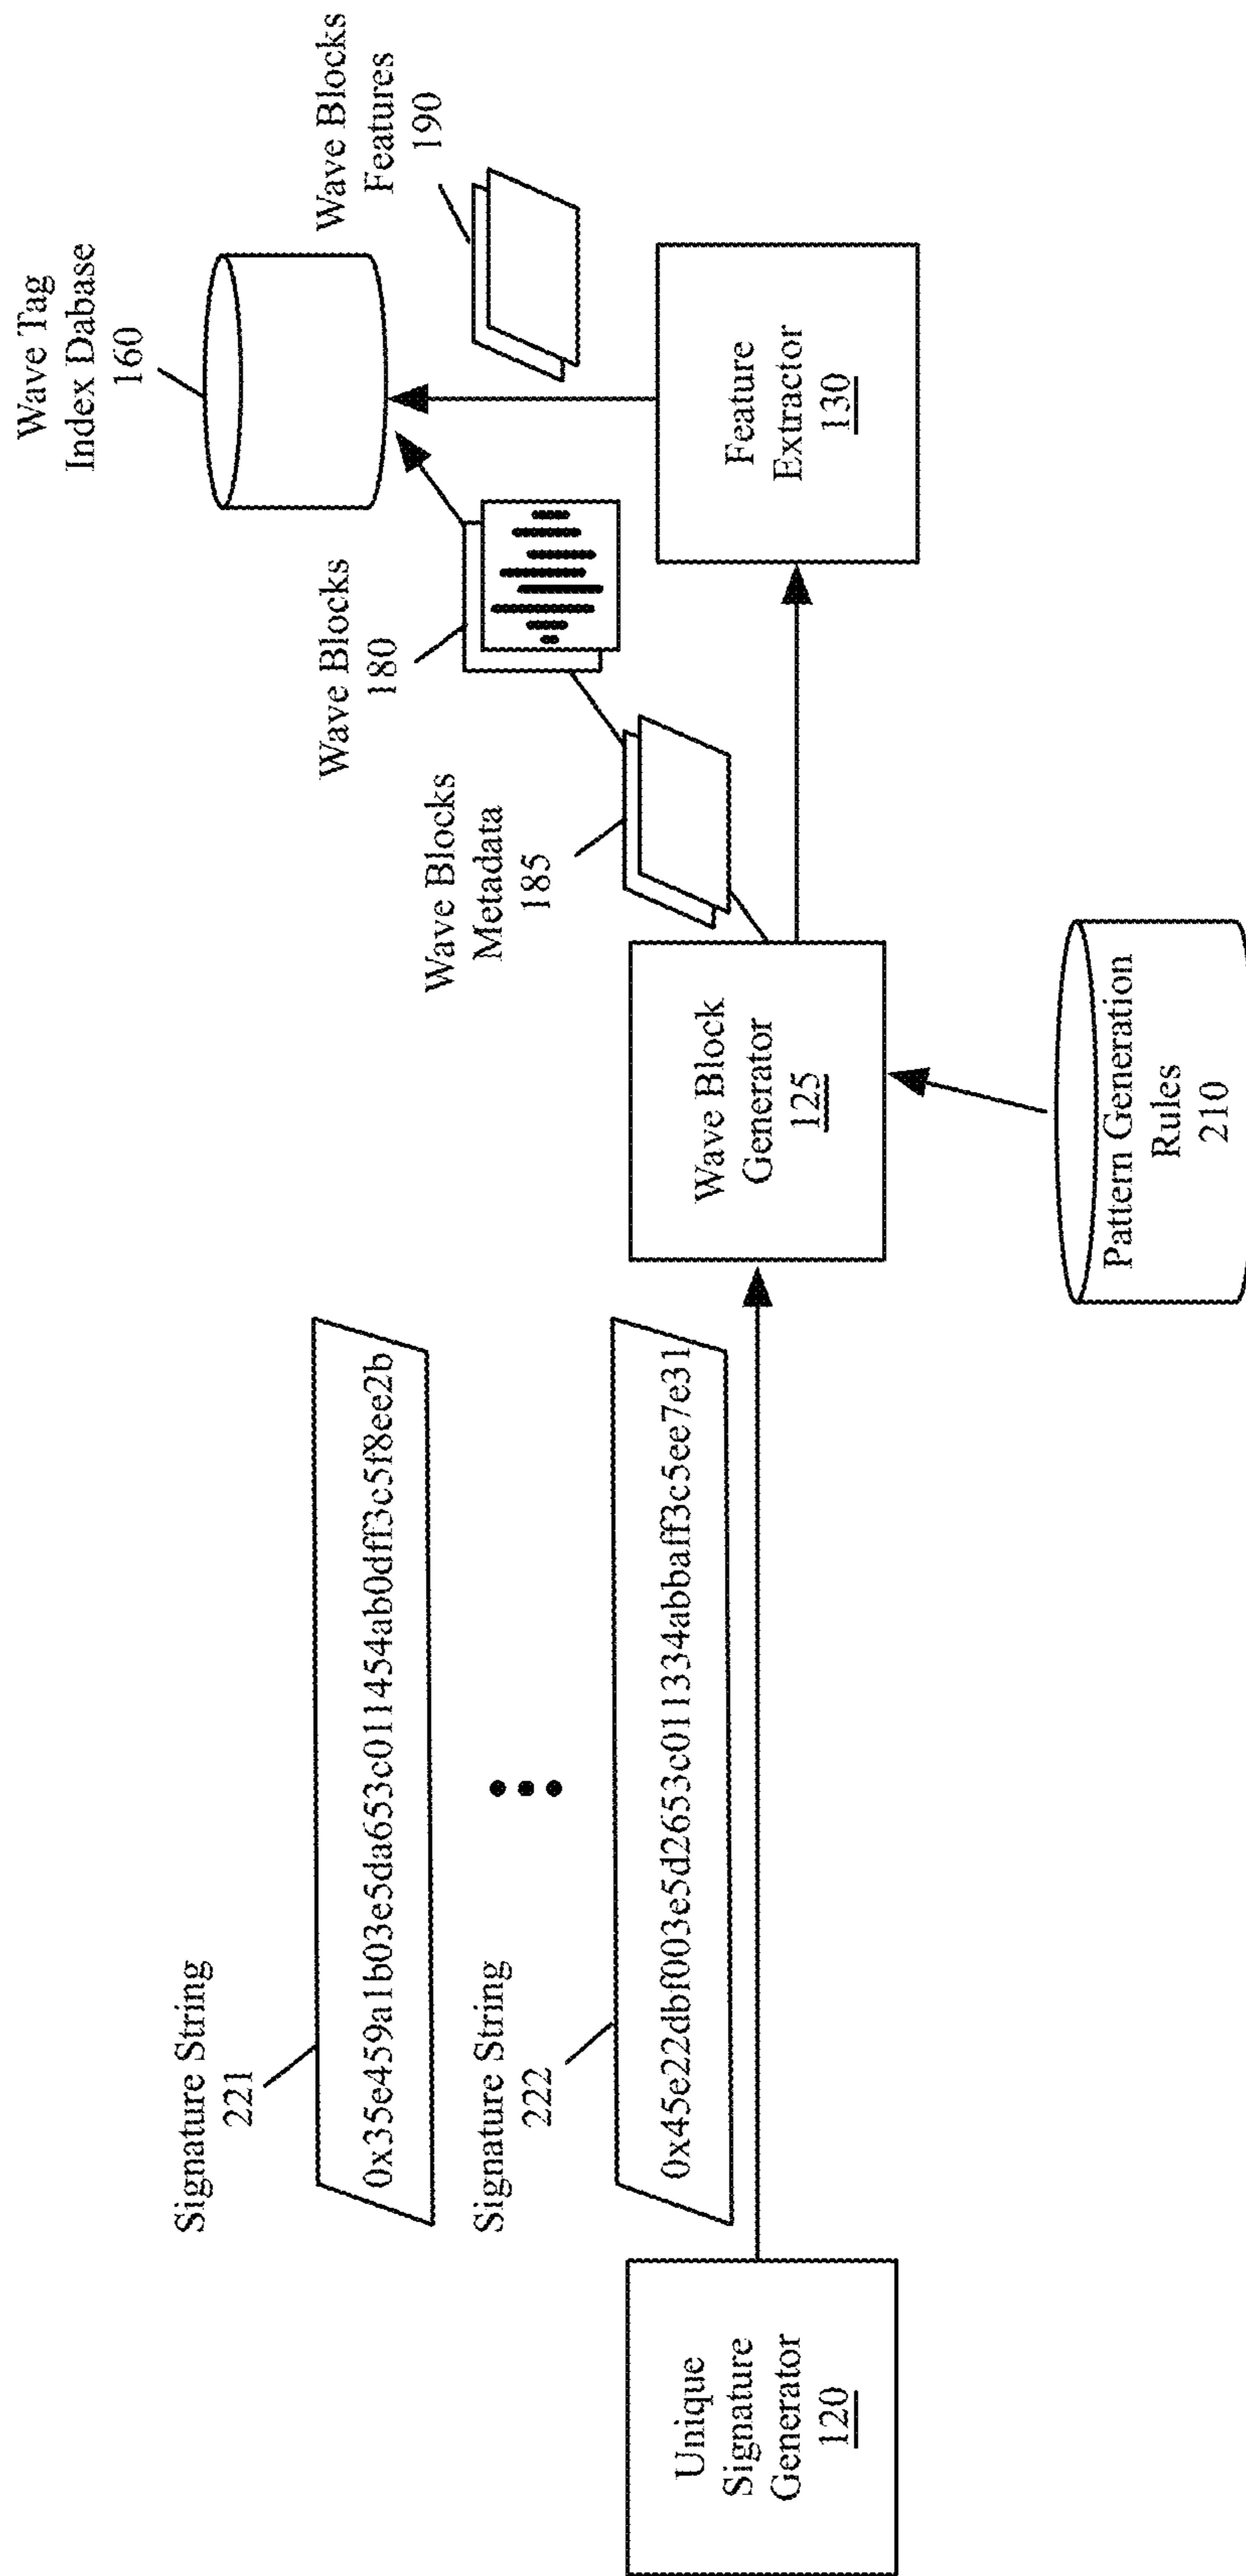 Signature String
221
0x35e459a1b03e5da653c011454ab0dff3c5f8ee2b
Signature String
222
0x45e22dbf003e5d2653c011334abbaff3c5ee7e31
Unique
Signature
Generator
120
Wave Block
Generator
125
Pattern Generation
Rules
210
Wave Blocks
Metadata
185
Wave Blocks
180
Wave Tag
Index Dabase
160
Wave Blocks
Features
190
Feature
Extractor
130